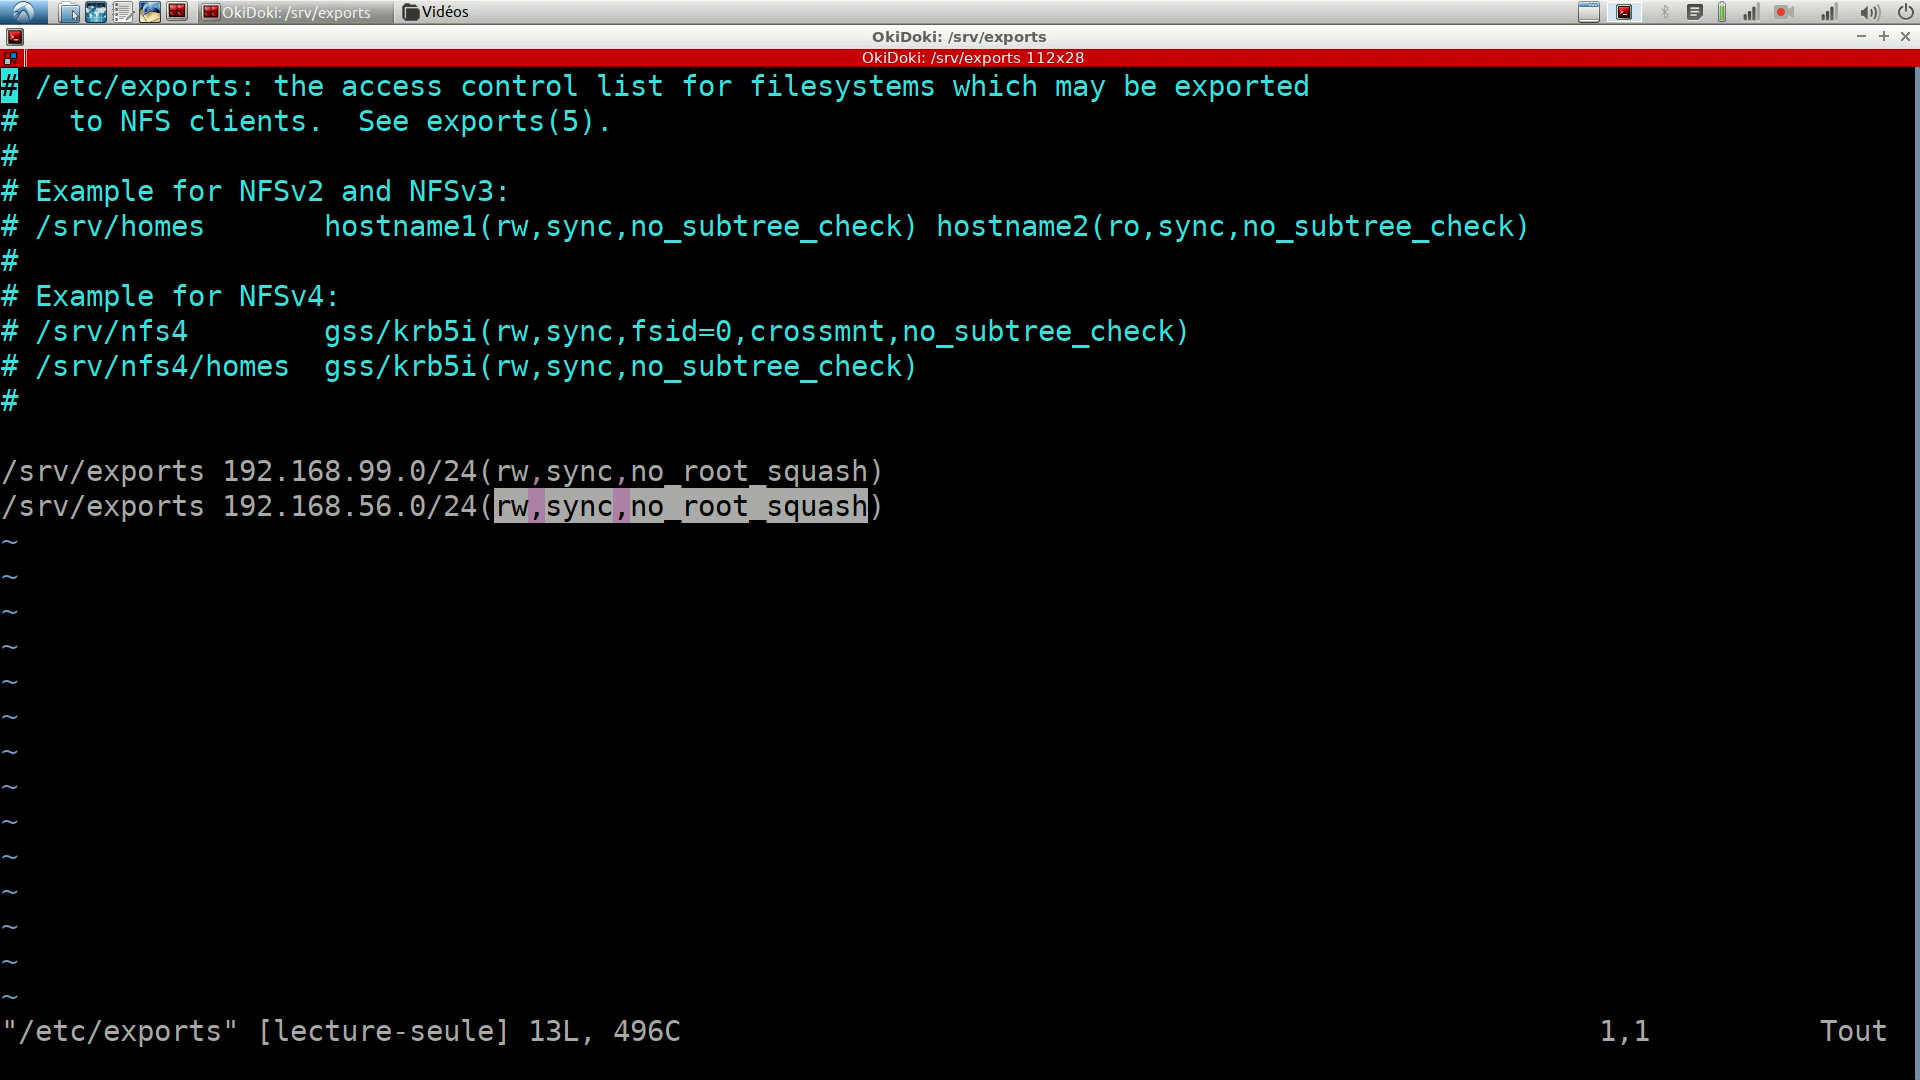 OkiDoki: /srv/exports
Vidéos
OkiDoki: /srv/exports
OkiDoki: /srv/exports 112x28
# /etc/exports: the access control list for filesystems which may be exported
#   to NFS clients.  See exports(5).
#
# Example for NFSv2 and NFSv3:
# /srv/homes       hostname1(rw,sync,no_subtree_check) hostname2(ro,sync,no_subtree_check)
#
# Example for NFSv4:
# /srv/nfs4        gss/krb5i(rw,sync,fsid=0,crossmnt,no_subtree_check)
# /srv/nfs4/homes  gss/krb5i(rw,sync,no_subtree_check)
#
/srv/exports 192.168.99.0/24(rw,sync,no_root_squash)
/srv/exports 192.168.56.0/24(rw,sync,no_root_squash)
~
~
~
~
~
~
~
~
~
~
~
~
~
~
"/etc/exports" [lecture-seule] 13L, 496C 1,1 Tout